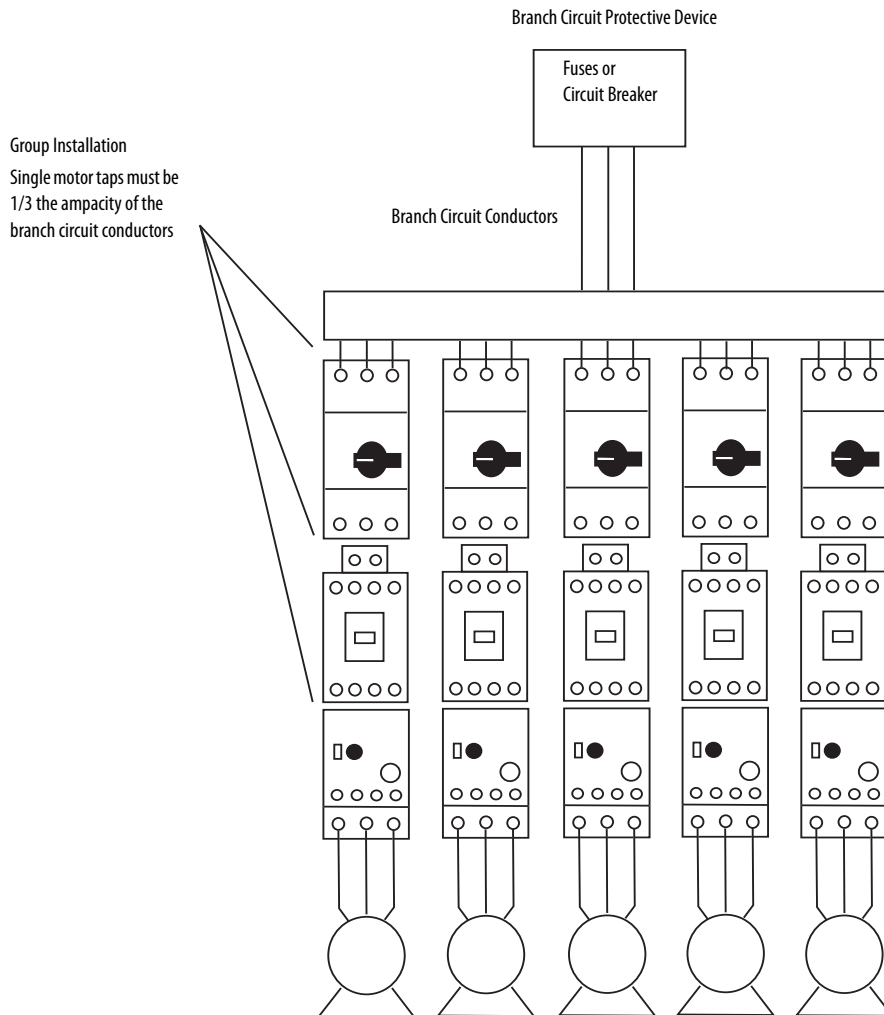 Branch Circuit Protective Device
Fuses or
Circuit Breaker
Group Installation
Single motor taps must be
1/3 the ampacity of the
branch circuit conductors
Branch Circuit Conductors